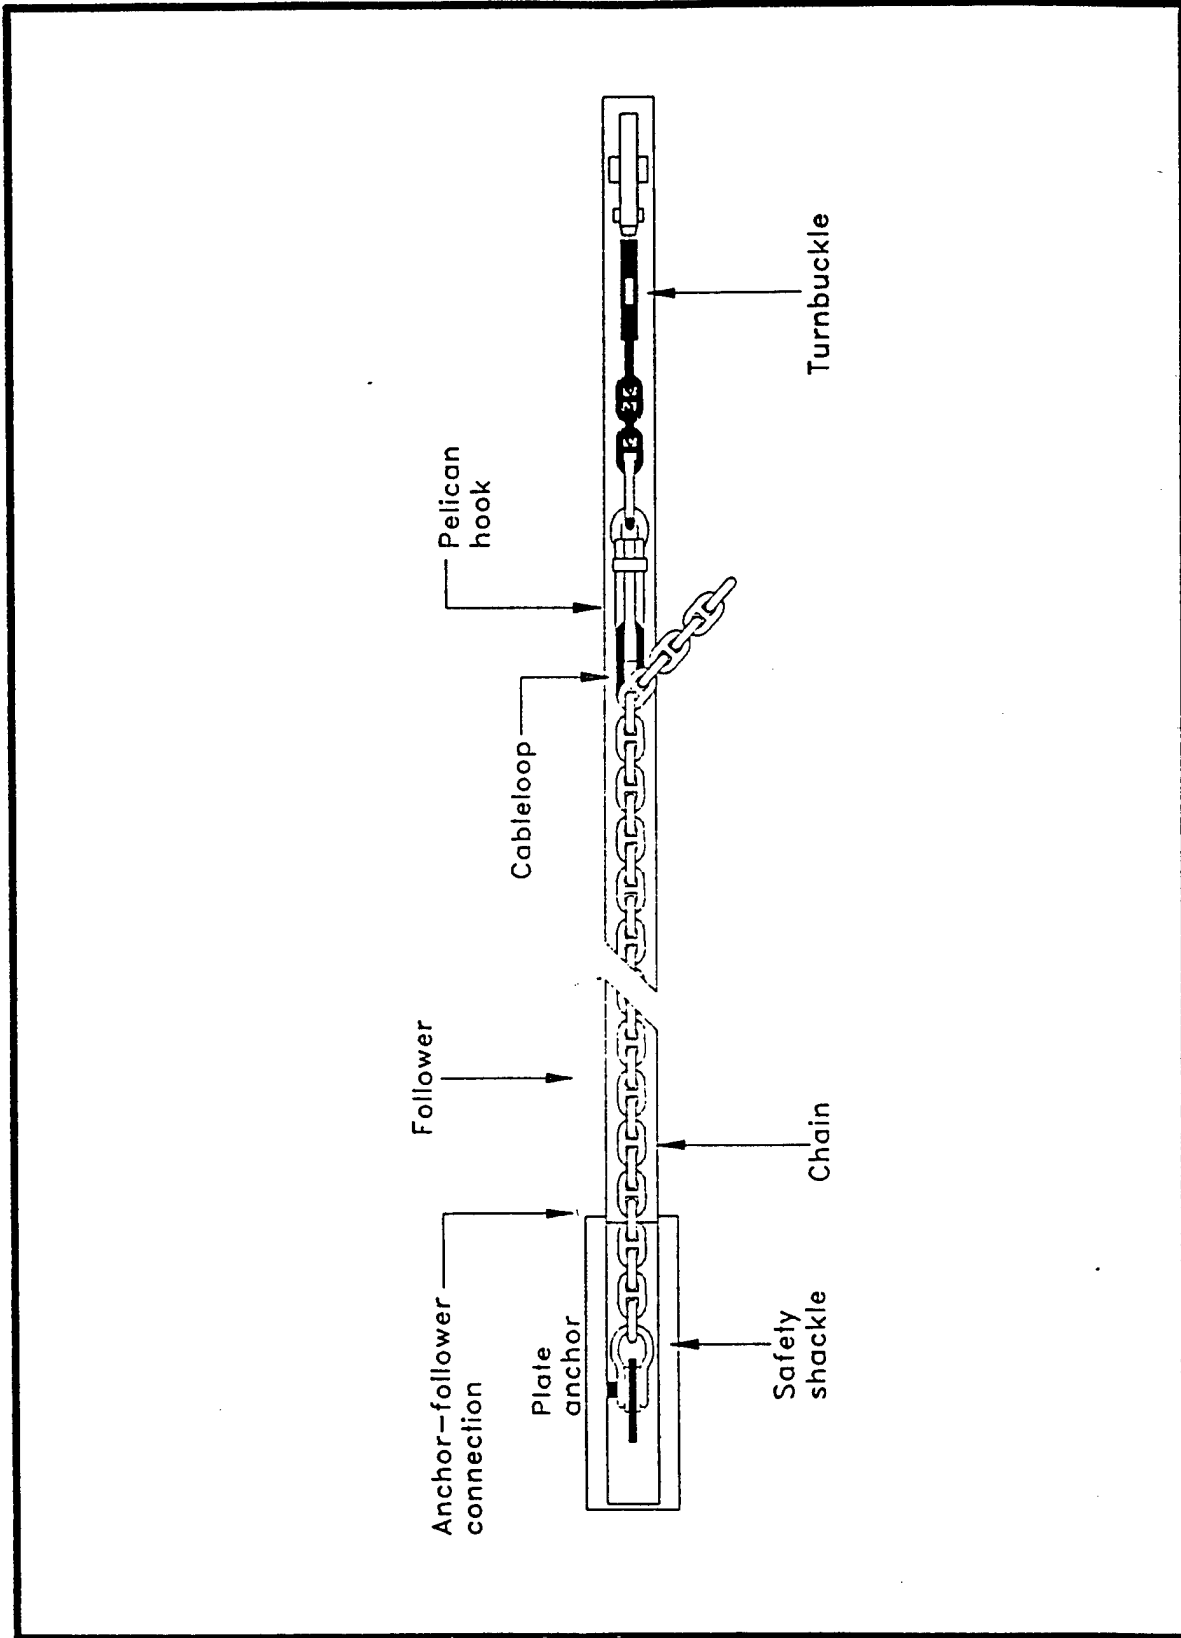 Anchor-follower
connection
Plate
anchor
Follower
Cableloop
Pelican
hook
Safety
shackle
Chain
Turnbuckle